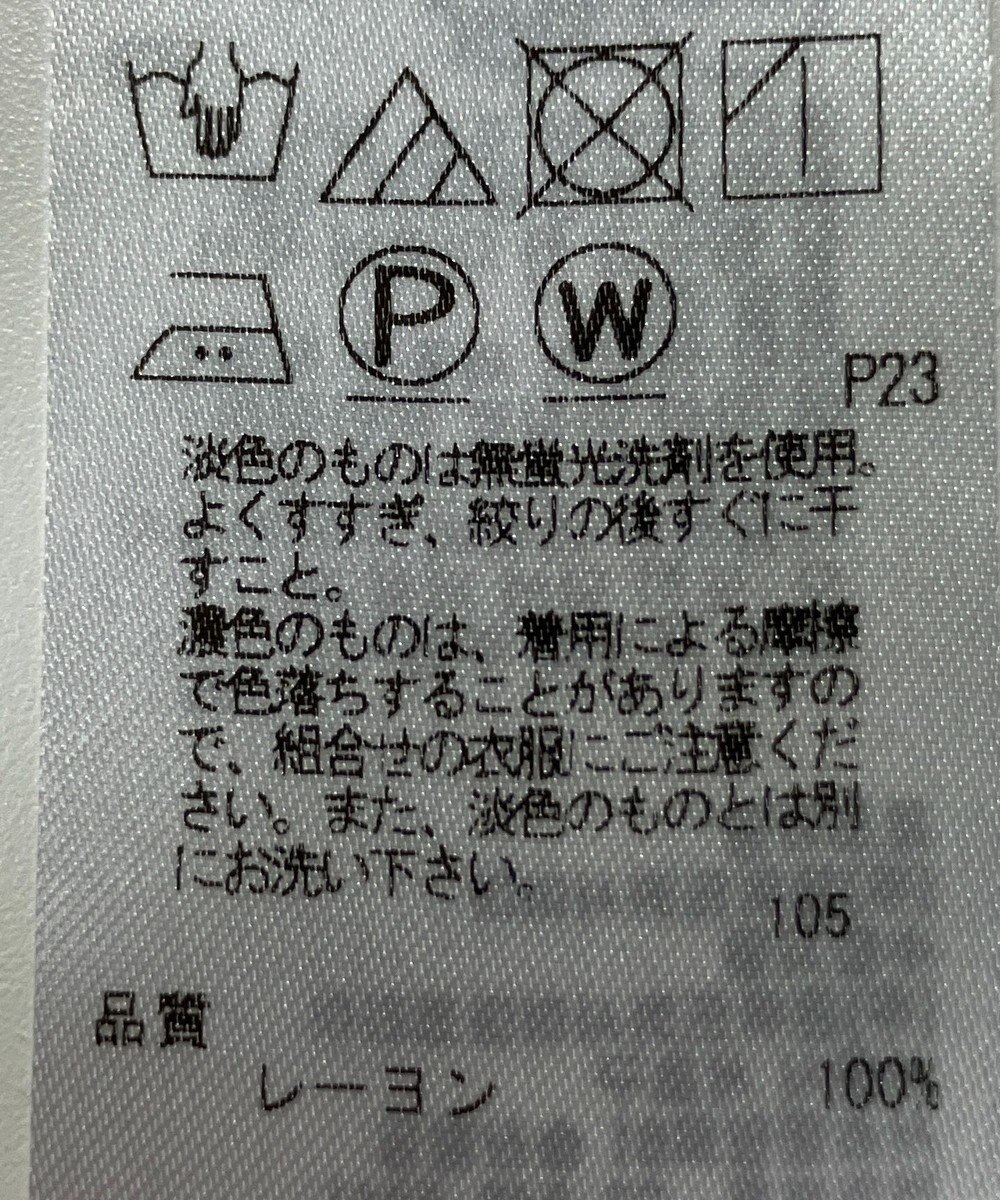 P W
P23
淡色のものは無蛍光洗剤を使用。
よくすすぎ、絞りの後すぐに干
すこと。
濃色のものは、着用による摩擦
で色落ちすることがありますの
で、組合せの衣服にご注意くだ
さい。また、淡色のものとは別
にお洗い下さい。
105
品質
レーヨン 100%